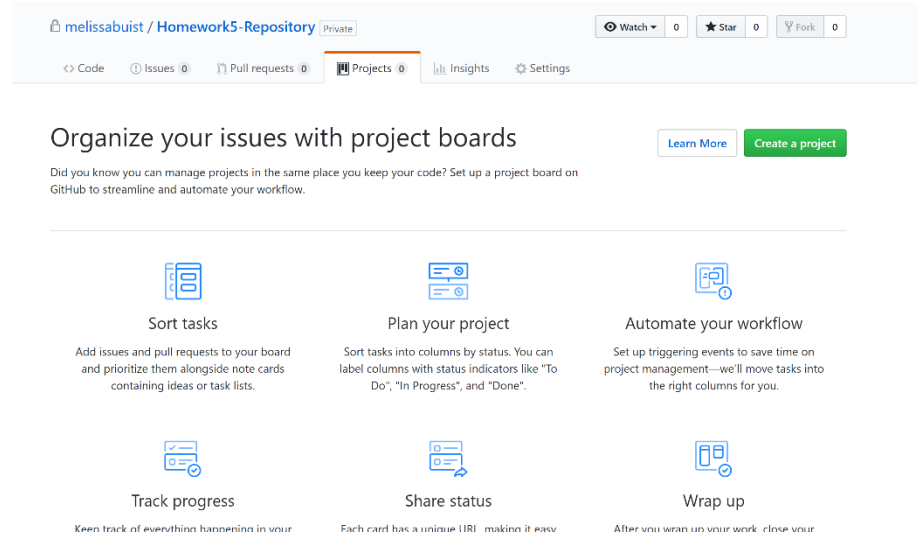 melissabuist / Homework5-Repository Private
Watch 0 Star 0 Fork 0
Code Issues 0 Pull requests 0 Projects 0 Insights Settings
Organize your issues with project boards
Learn More Create a project
Did you know you can manage projects in the same place you keep your code? Set up a project board on
GitHub to streamline and automate your workflow.
Sort tasks
Add issues and pull requests to your board
and prioritize them alongside note cards
containing ideas or task lists.
Plan your project
Sort tasks into columns by status. You can
label columns with status indicators like "To
Do", "In Progress", and "Done".
Automate your workflow
Set up triggering events to save time on
project management—we'll move tasks into
the right columns for you.
Track progress
Keep track of everything happening in your
Share status
Each card has a unique URL, making it easy
Wrap up
After you wrap up your work, close your